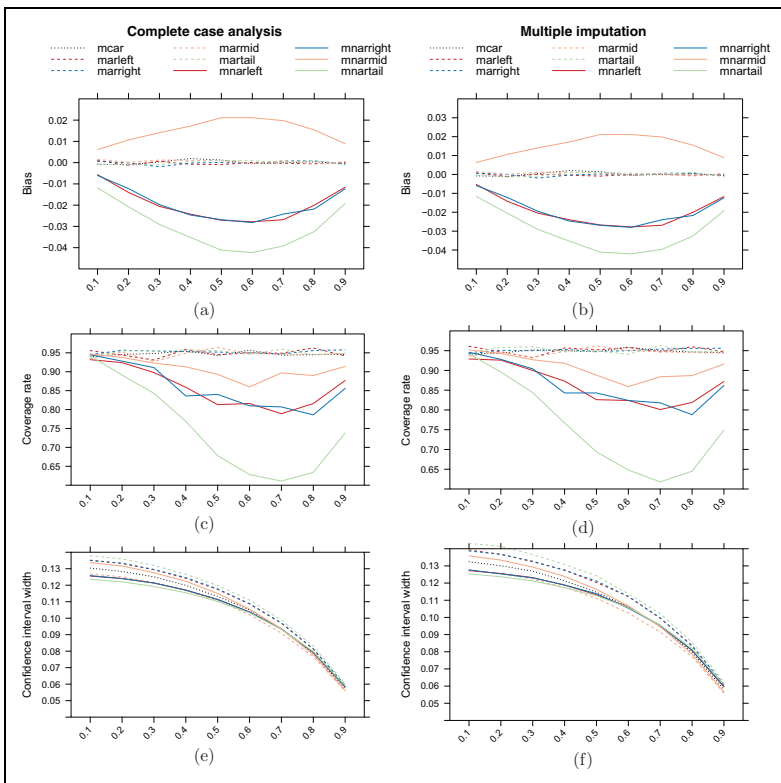 Complete case analysis
mcar marmid mnarright
marleft martail mnarmid
marright mnarleft mnartail
Multiple imputation
mcar marmid mnarright
marleft martail mnarmid
marright mnarleft mnartail
Bias
0.02
0.01
0.00
−0.01
−0.02
−0.03
−0.04
0.1 0.2 0.3 0.4 0.5 0.6 0.7 0.8 0.9
(a)
Bias
0.03
0.02
0.01
0.00
−0.01
−0.02
−0.03
−0.04
0.1 0.2 0.3 0.4 0.5 0.6 0.7 0.8 0.9
(b)
Coverage rate
0.95
0.90
0.85
0.80
0.75
0.70
0.65
0.1 0.2 0.3 0.4 0.5 0.6 0.7 0.8 0.9
(c)
Coverage rate
0.95
0.90
0.85
0.80
0.75
0.70
0.65
0.1 0.2 0.3 0.4 0.5 0.6 0.7 0.8 0.9
(d)
Confidence interval width
0.13
0.12
0.11
0.10
0.09
0.08
0.07
0.06
0.05
0.1 0.2 0.3 0.4 0.5 0.6 0.7 0.8 0.9
(e)
Confidence interval width
0.13
0.12
0.11
0.10
0.09
0.08
0.07
0.06
0.05
0.1 0.2 0.3 0.4 0.5 0.6 0.7 0.8 0.9
(f)